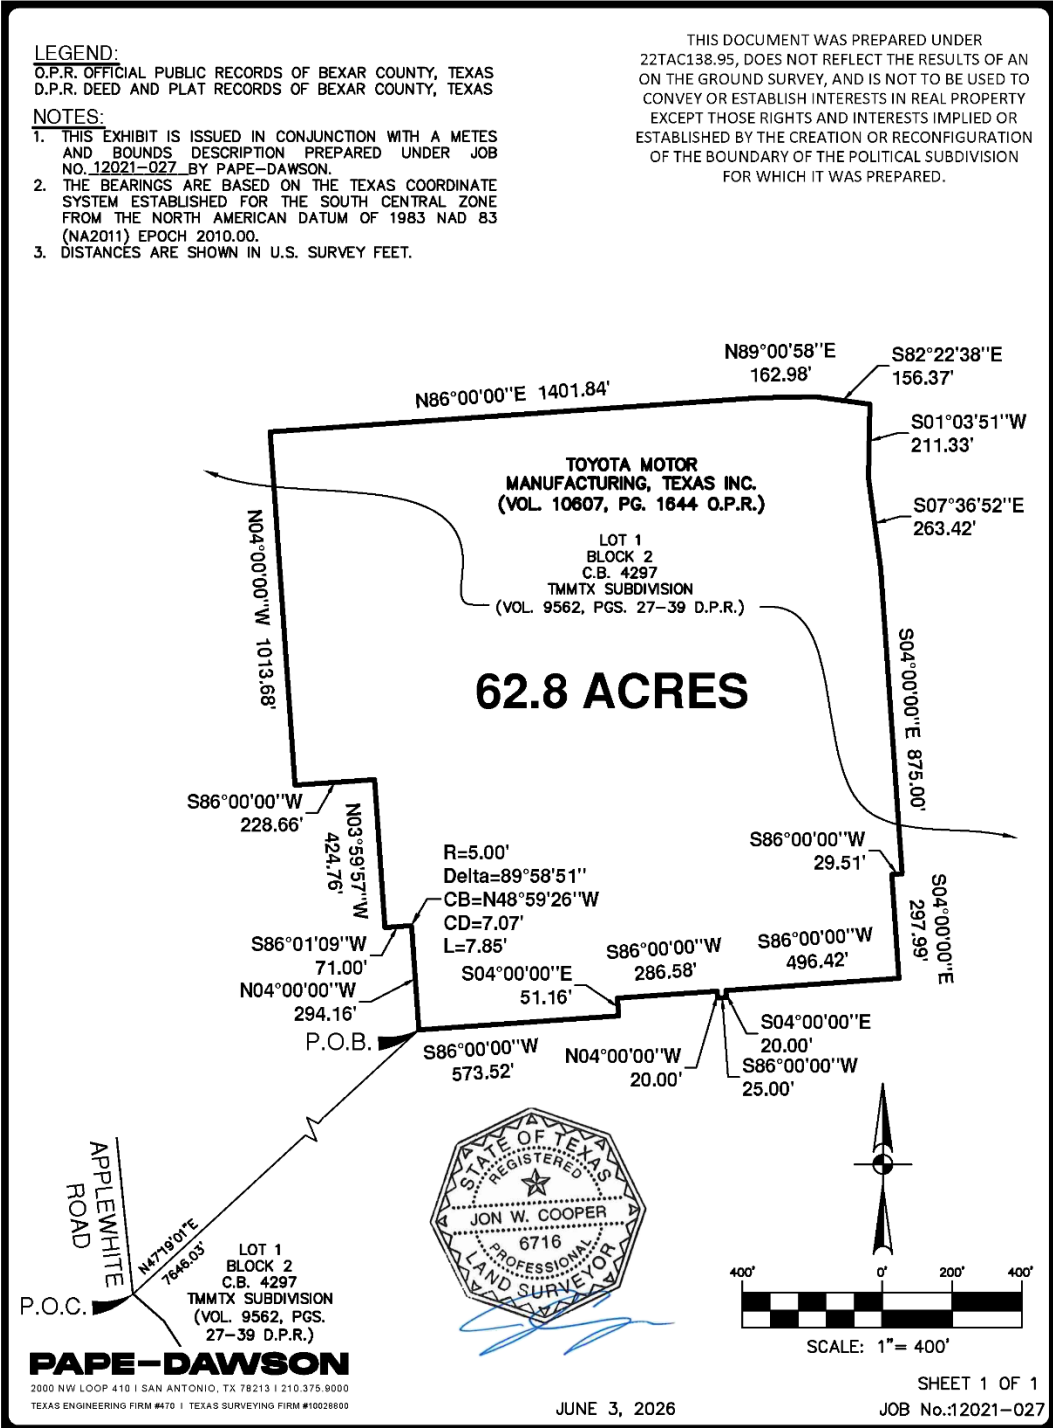 LEGEND:
O.P.R. OFFICIAL PUBLIC RECORDS OF BEXAR COUNTY, TEXAS
D.P.R. DEED AND PLAT RECORDS OF BEXAR COUNTY, TEXAS
NOTES:
1. THIS EXHIBIT IS ISSUED IN CONJUNCTION WITH A METES
AND BOUNDS DESCRIPTION PREPARED UNDER JOB
NO. 12021-027 BY PAPE-DAWSON.
2. THE BEARINGS ARE BASED ON THE TEXAS COORDINATE
SYSTEM ESTABLISHED FOR THE SOUTH CENTRAL ZONE
FROM THE NORTH AMERICAN DATUM OF 1983 NAD 83
(NA2011) EPOCH 2010.00.
3. DISTANCES ARE SHOWN IN U.S. SURVEY FEET.
THIS DOCUMENT WAS PREPARED UNDER
22TAC138.95, DOES NOT REFLECT THE RESULTS OF AN
ON THE GROUND SURVEY, AND IS NOT TO BE USED TO
CONVEY OR ESTABLISH INTERESTS IN REAL PROPERTY
EXCEPT THOSE RIGHTS AND INTERESTS IMPLIED OR
ESTABLISHED BY THE CREATION OR RECONFIGURATION
OF THE BOUNDARY OF THE POLITICAL SUBDIVISION
FOR WHICH IT WAS PREPARED.
N86°00'00"E 1401.84'
N89°00'58"E
162.98'
S82°22'38"E
156.37'
S01°03'51"W
211.33'
S07°36'52"E
263.42'
TOYOTA MOTOR
MANUFACTURING, TEXAS INC.
(VOL. 10607, PG. 1644 O.P.R.)
LOT 1
BLOCK 2
C.B. 4297
TMMTX SUBDIVISION
(VOL. 9562, PGS. 27-39 D.P.R.)
N04°00'00"W 1013.68'
S04°00'00"E 875.00'
62.8 ACRES
S86°00'00"W
228.66'
N03°59'57"W
424.76'
R=5.00'
Delta=89°58'51"
CB=N48°59'26"W
CD=7.07'
L=7.85'
S86°00'00"W
29.51'
S04°00'00"E
297.99'
S86°01'09"W
71.00'
S86°00'00"W
286.58'
S86°00'00"W
496.42'
S04°00'00"E
51.16'
N04°00'00"W
294.16'
P.O.B.
S86°00'00"W
573.52'
N04°00'00"W
20.00'
S04°00'00"E
20.00'
S86°00'00"W
25.00'
STATE OF TEXAS
REGISTERED
JON W. COOPER
6716
PROFESSIONAL
LAND SURVEYOR
APPLEWHITE
ROAD
N47°19'01"E
7646.03'
P.O.C.
LOT 1
BLOCK 2
C.B. 4297
TMMTX SUBDIVISION
(VOL. 9562, PGS.
27-39 D.P.R.)
400' 0' 200' 400'
SCALE: 1"= 400'
PAPE-DAWSON
2000 NW LOOP 410 I SAN ANTONIO, TX 78213 I 210.375.9000
TEXAS ENGINEERING FIRM #470 I TEXAS SURVEYING FIRM #10028800
JUNE 3, 2026
SHEET 1 OF 1
JOB No.:12021-027